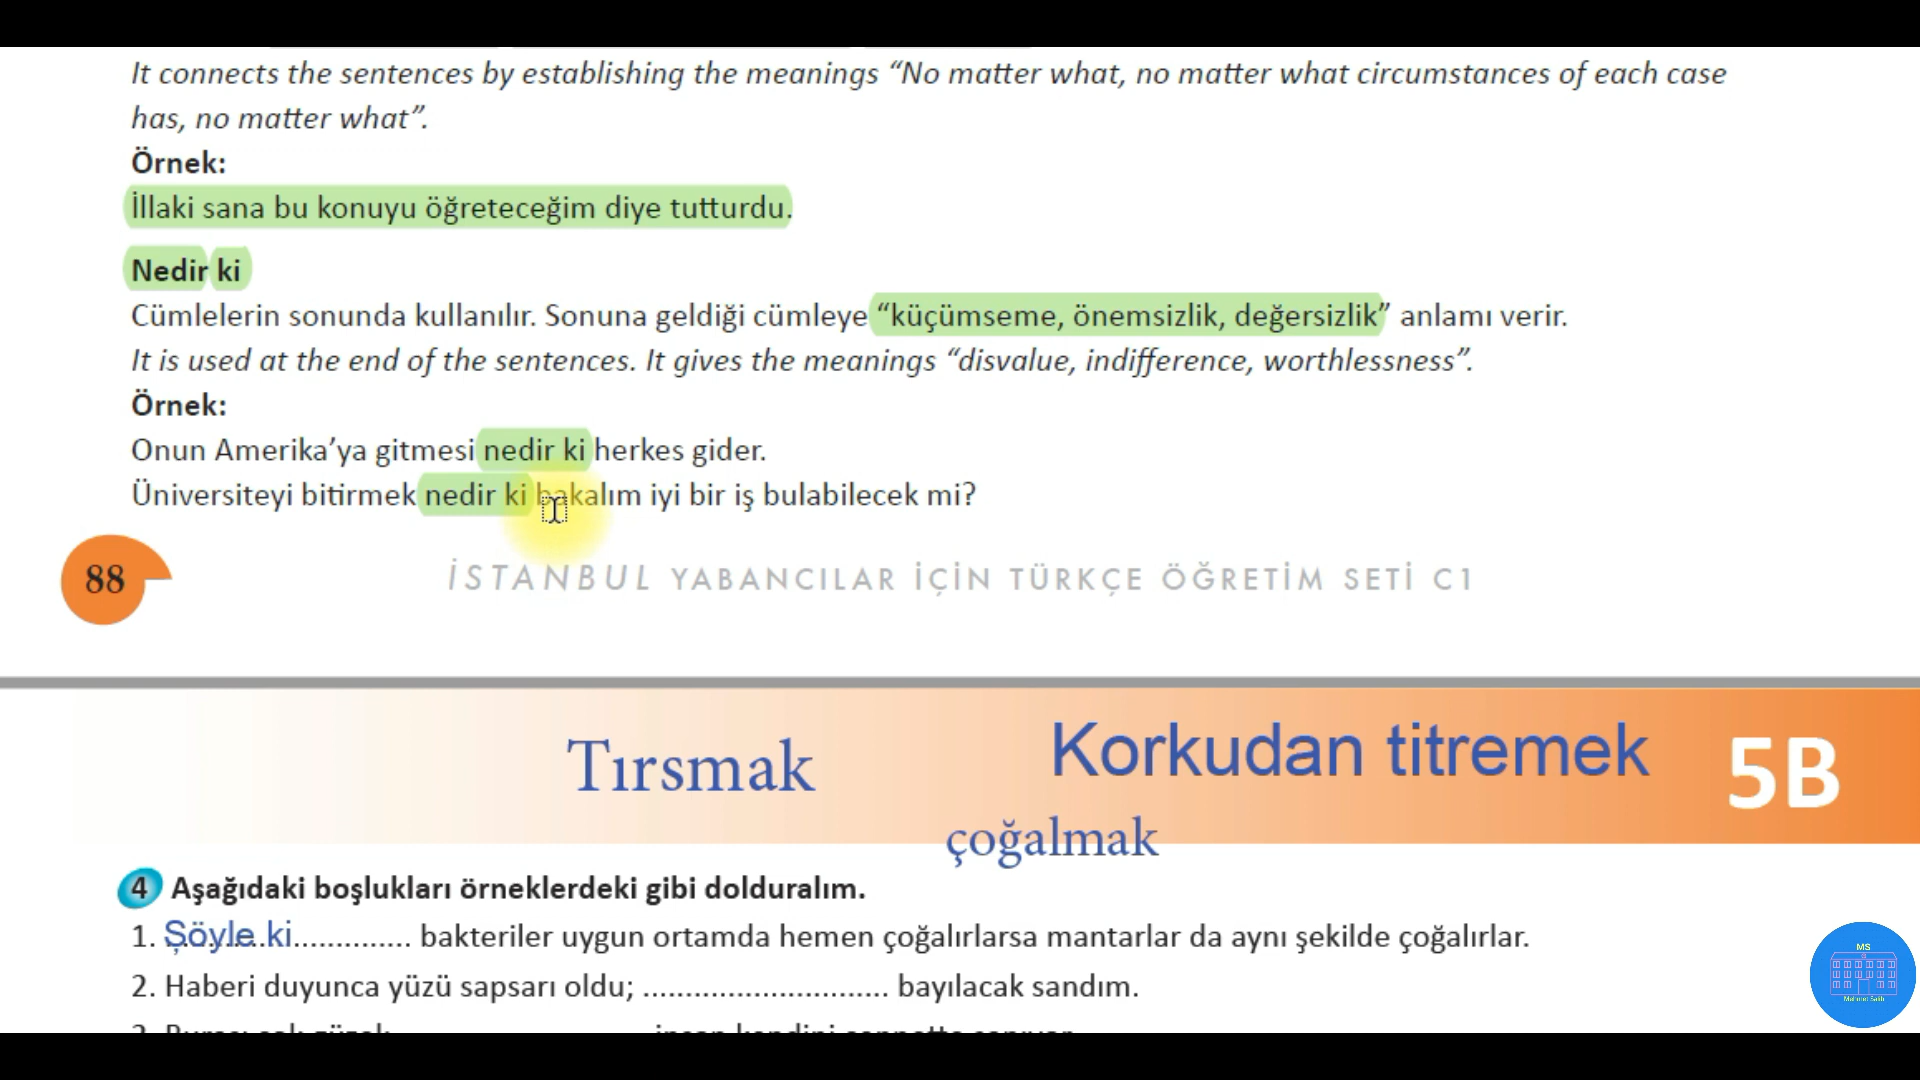 It connects the sentences by establishing the meanings “No matter what, no matter what circumstances of each case
has, no matter what”.
Örnek:
İllaki sana bu konuyu öğreteceğim diye tutturdu.
Nedir ki
Cümlelerin sonunda kullanılır. Sonuna geldiği cümleye “küçümseme, önemsizlik, değersizlik” anlamı verir.
It is used at the end of the sentences. It gives the meanings “disvalue, indifference, worthlessness”.
Örnek:
Onun Amerika’ya gitmesi nedir ki herkes gider.
Üniversiteyi bitirmek nedir ki bakalım iyi bir iş bulabilecek mi?
88
İSTANBUL YABANCILAR İÇİN TÜRKÇE ÖĞRETİM SETİ C1
Tırsmak
Korkudan titremek
5B
çoğalmak
4 Aşağıdaki boşlukları örneklerdeki gibi dolduralım.
1. Şöyle ki.............. bakteriler uygun ortamda hemen çoğalırlarsa mantarlar da aynı şekilde çoğalırlar.
2. Haberi duyunca yüzü sapsarı oldu; .............................. bayılacak sandım.
MS
Mehmet Salih